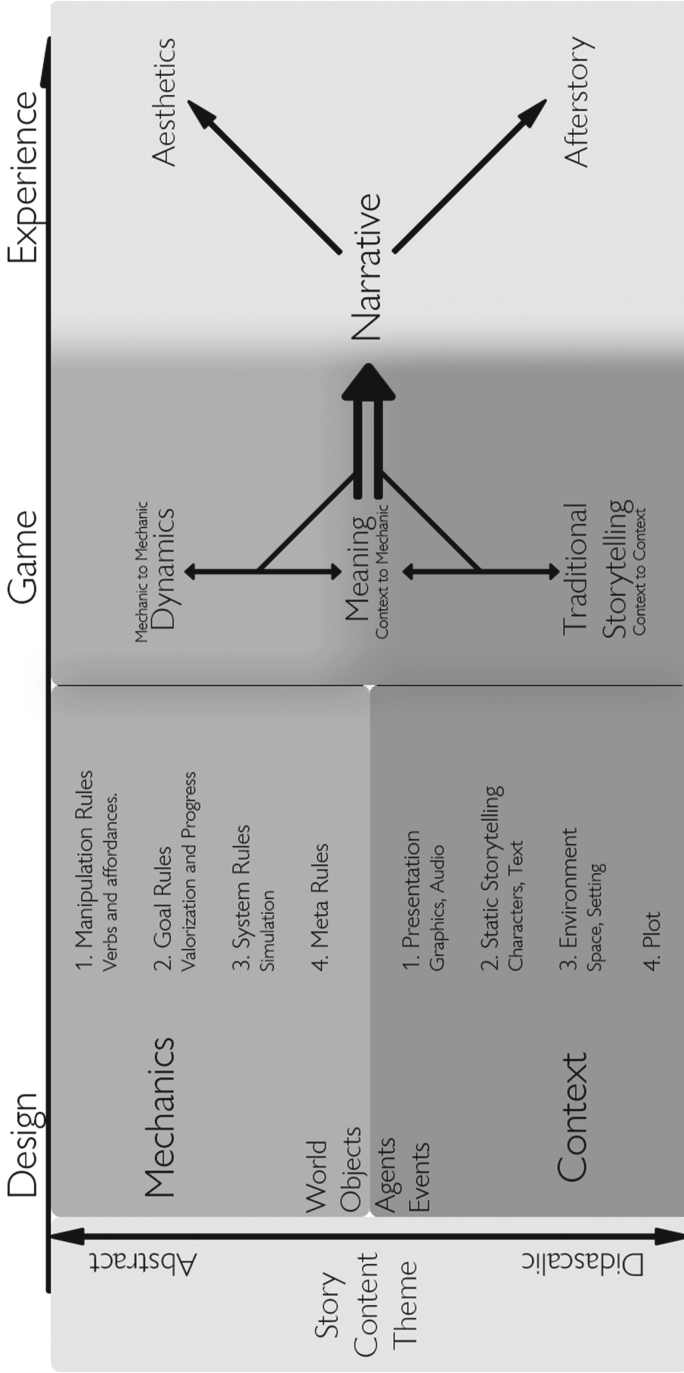 Design
Game
Experience
Abstract
Story
Content
Theme
Didascalic
Mechanics
World
Objects
Agents
Events
Context
1. Manipulation Rules
Verbs and affordances.
2. Goal Rules
Valorization and Progress
3. System Rules
Simulation
4. Meta Rules
1. Presentation
Graphics, Audio
2. Static Storytelling
Characters, Text
3. Environment
Space, Setting
4. Plot
Mechanic to Mechanic
Dynamics
Meaning
Context to Mechanic
Traditional
Storytelling
Context to Context
Narrative
Aesthetics
Afterstory